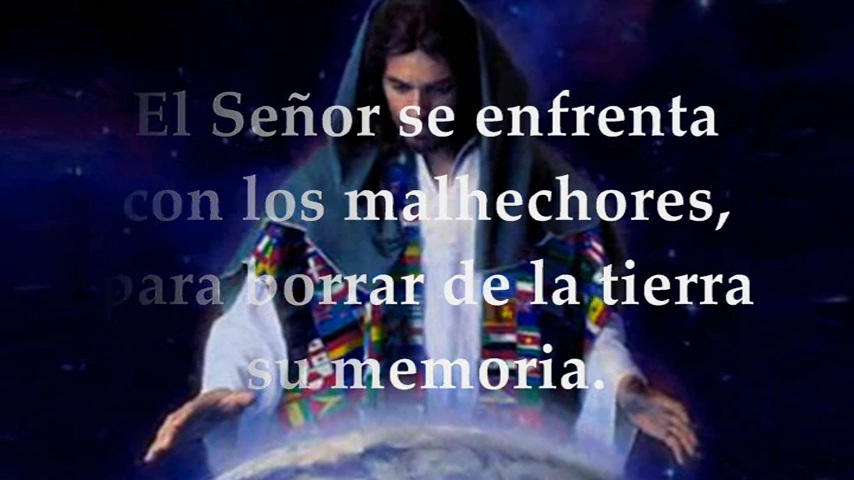 El Señor se enfrenta
con los malhechores,
para borrar de la tierra
su memoria.